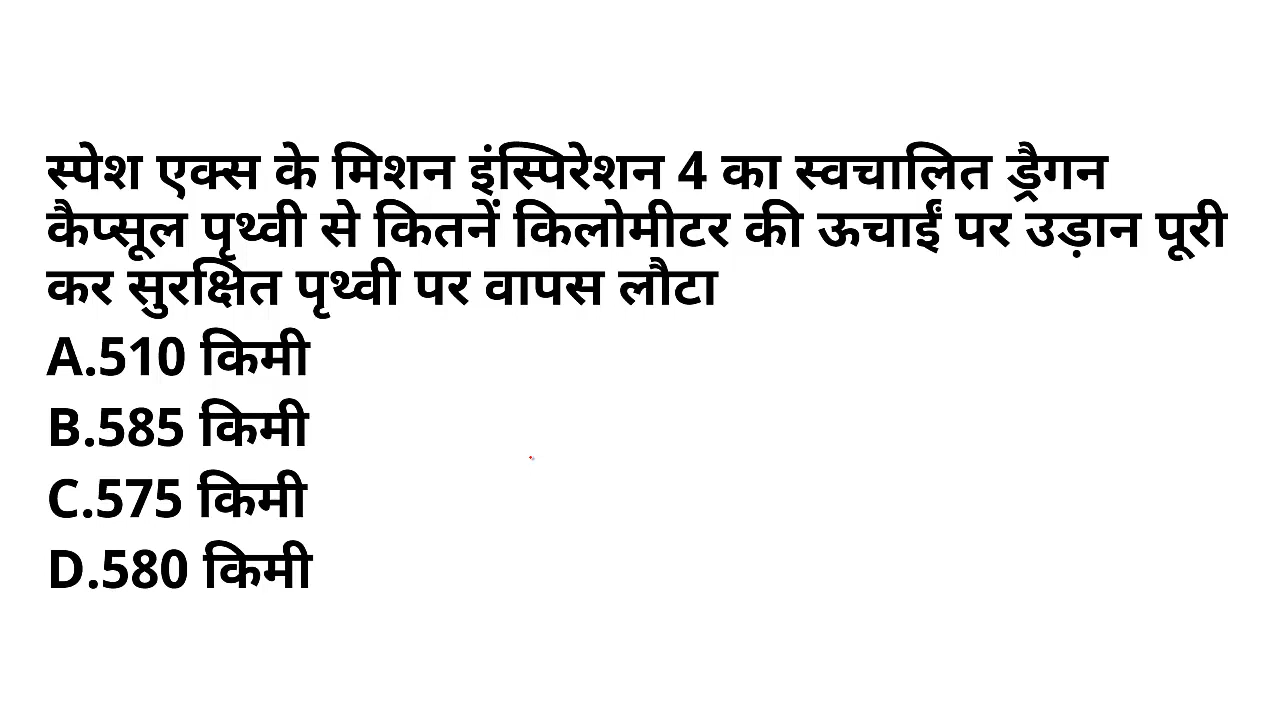 स्पेश एक्स के मिशन इंस्पिरेशन 4 का स्वचालित ड्रैगन
कैप्सूल पृथ्वी से कितनें किलोमीटर की ऊचाईं पर उड़ान पूरी
कर सुरक्षित पृथ्वी पर वापस लौटा
A.510 किमी
B.585 किमी
C.575 किमी
D.580 किमी